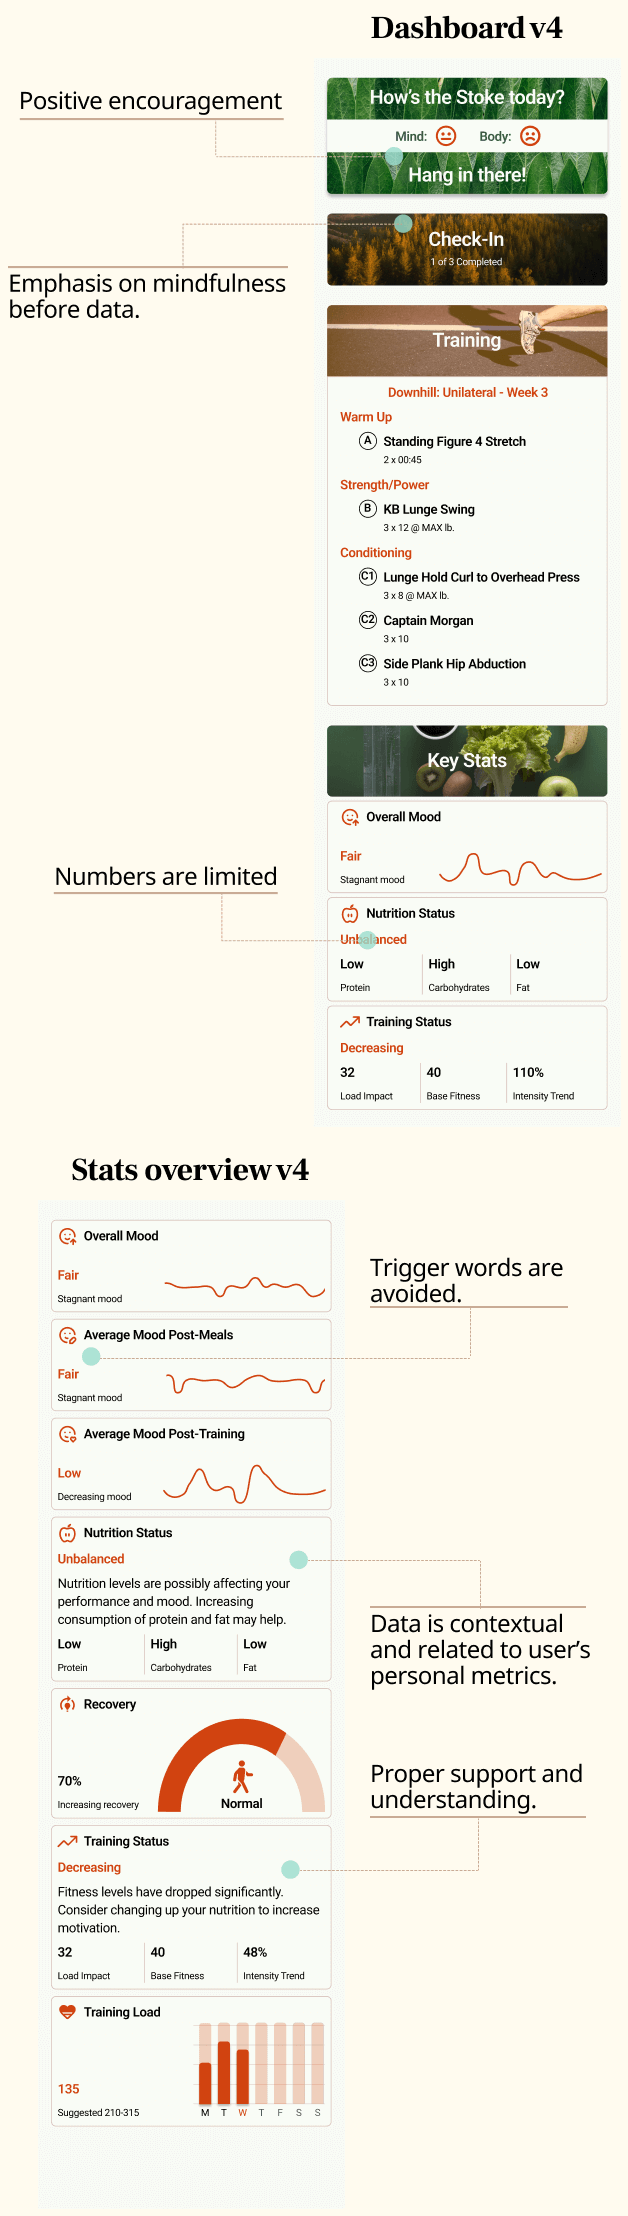 Dashboard v4
Positive encouragement
How's the Stoke today?
Mind: Body:
Hang in there!
Emphasis on mindfulness
before data.
Check-In
1 of 3 Completed
Training
Downhill: Unilateral - Week 3
Warm Up
A Standing Figure 4 Stretch
2 x 00:45
Strength/Power
B KB Lunge Swing
3 x 12 @ MAX lb.
Conditioning
C1 Lunge Hold Curl to Overhead Press
3 x 8 @ MAX lb.
C2 Captain Morgan
3 x 10
C3 Side Plank Hip Abduction
3 x 10
Key Stats
Overall Mood
Fair
Stagnant mood
Numbers are limited
Nutrition Status
Unbalanced
Low High Low
Protein Carbohydrates Fat
Training Status
Decreasing
32 40 110%
Load Impact Base Fitness Intensity Trend
Stats overview v4
Overall Mood
Fair
Stagnant mood
Trigger words are
avoided.
Average Mood Post-Meals
Fair
Stagnant mood
Average Mood Post-Training
Low
Decreasing mood
Nutrition Status
Unbalanced
Nutrition levels are possibly affecting your
performance and mood. Increasing
consumption of protein and fat may help.
Low High Low
Protein Carbohydrates Fat
Data is contextual
and related to user's
personal metrics.
Recovery
70%
Increasing recovery
Normal
Proper support and
understanding.
Training Status
Decreasing
Fitness levels have dropped significantly.
Consider changing up your nutrition to increase
motivation.
32 40 48%
Load Impact Base Fitness Intensity Trend
Training Load
135
Suggested 210-315
M T W T F S S